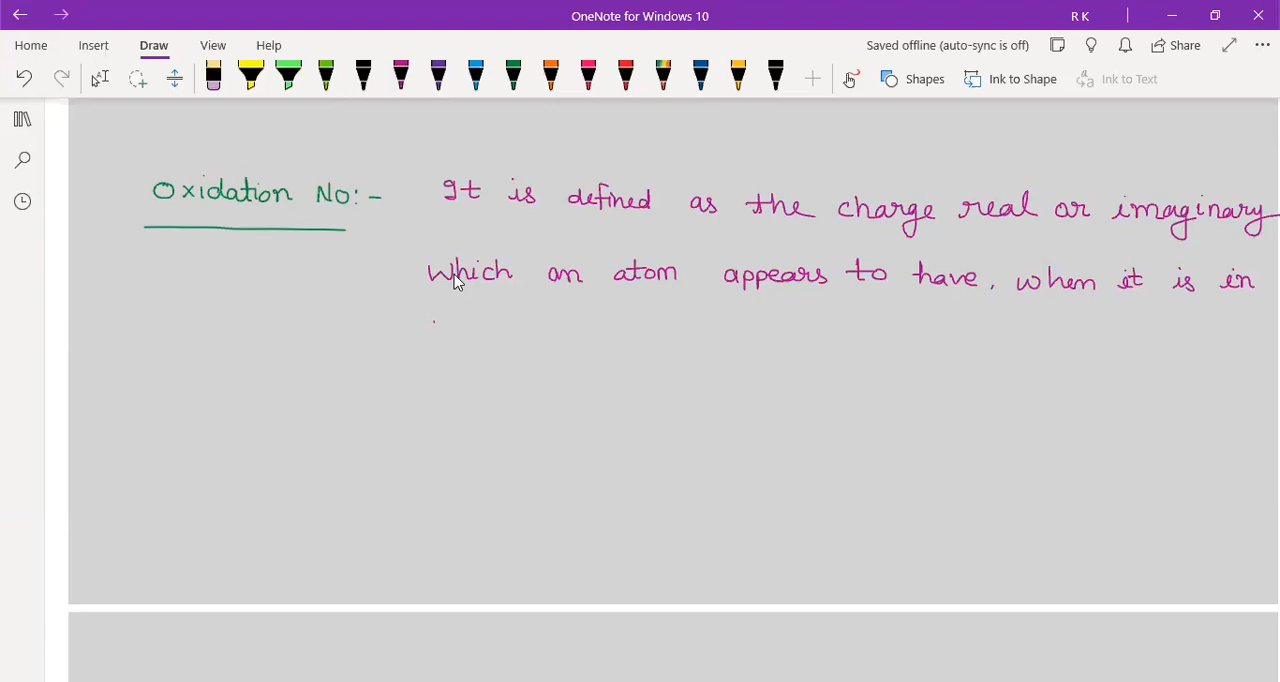 OneNote for Windows 10
R K
Home Insert Draw View Help
Saved offline (auto-sync is off)
Share
Shapes
Ink to Shape
Ink to Text
Oxidation No:- It is defined as the charge real or imaginary
which an atom appears to have, when it is in